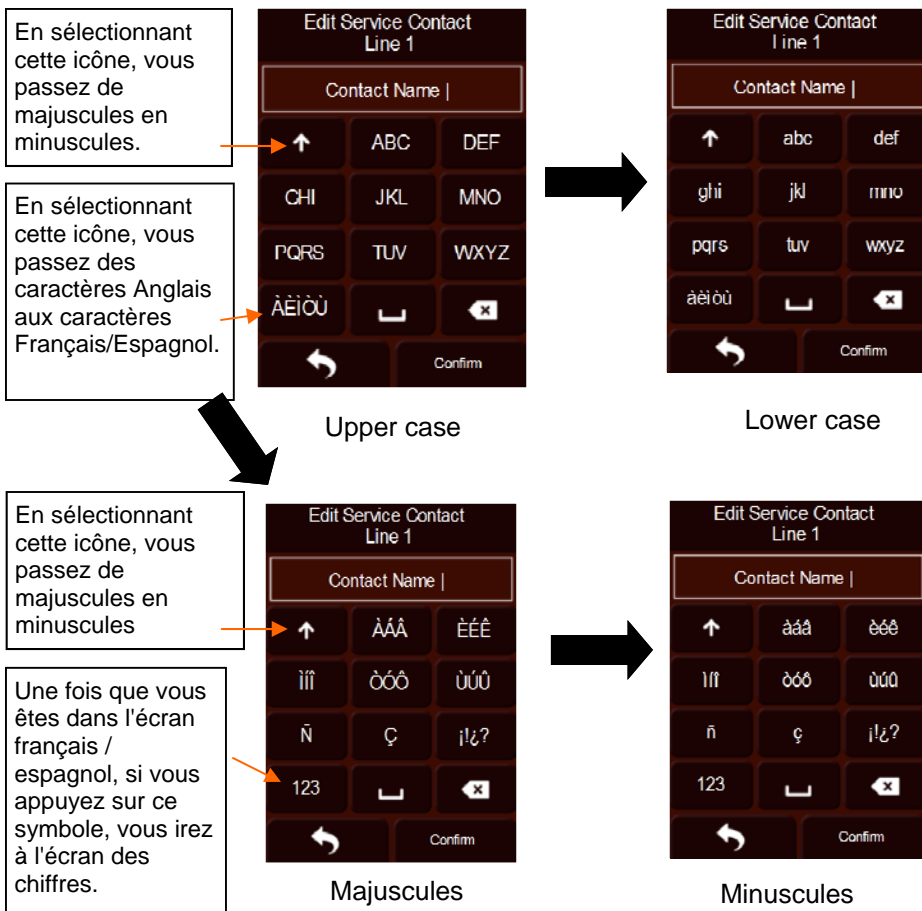 En sélectionnant
cette icône, vous
passez de
majuscules en
minuscules.
En sélectionnant
cette icône, vous
passez des
caractères Anglais
aux caractères
Français/Espagnol.
Edit Service Contact
Line 1
Contact Name |
ABC DEF
GHI JKL MNO
PQRS TUV WXYZ
ÀÈÌÒÙ
Confirm
Upper case
Edit Service Contact
Line 1
Contact Name |
abc def
ghi jkl mno
pqrs tuv wxyz
àèìòù
Confirm
Lower case
En sélectionnant
cette icône, vous
passez de
majuscules en
minuscules
Une fois que vous
êtes dans l'écran
français /
espagnol, si vous
appuyez sur ce
symbole, vous irez
à l'écran des
chiffres.
Edit Service Contact
Line 1
Contact Name |
ÀÁÂ ÈÉÊ
ÌÍÎ ÒÓÔ ÙÚÛ
Ñ Ç ¡!¿?
123
Confirm
Majuscules
Edit Service Contact
Line 1
Contact Name |
àáâ èéê
ìíî òóô ùúû
ñ ç ¡!¿?
123
Confirm
Minuscules